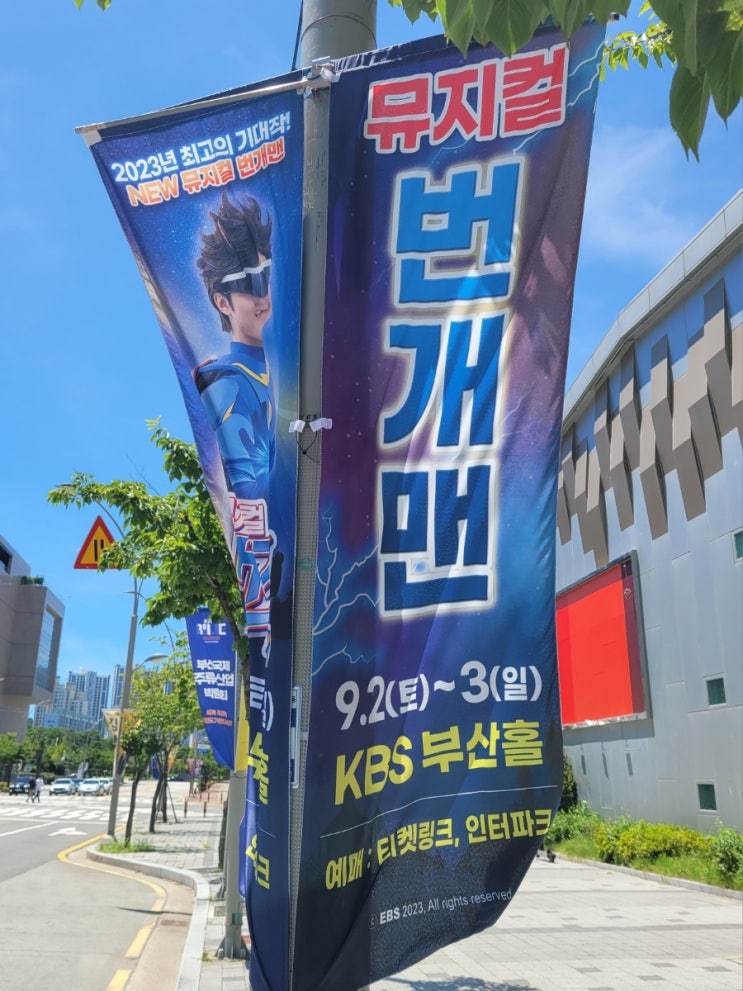 2023년 최고의 기대작!
NEW 뮤지컬 번개맨
뮤지컬
번개맨
9.2(토)~3(일)
KBS 부산홀
예매 : 티켓링크, 인터파크
© EBS 2023, All rights reserved
부산국제
주류산업
박람회